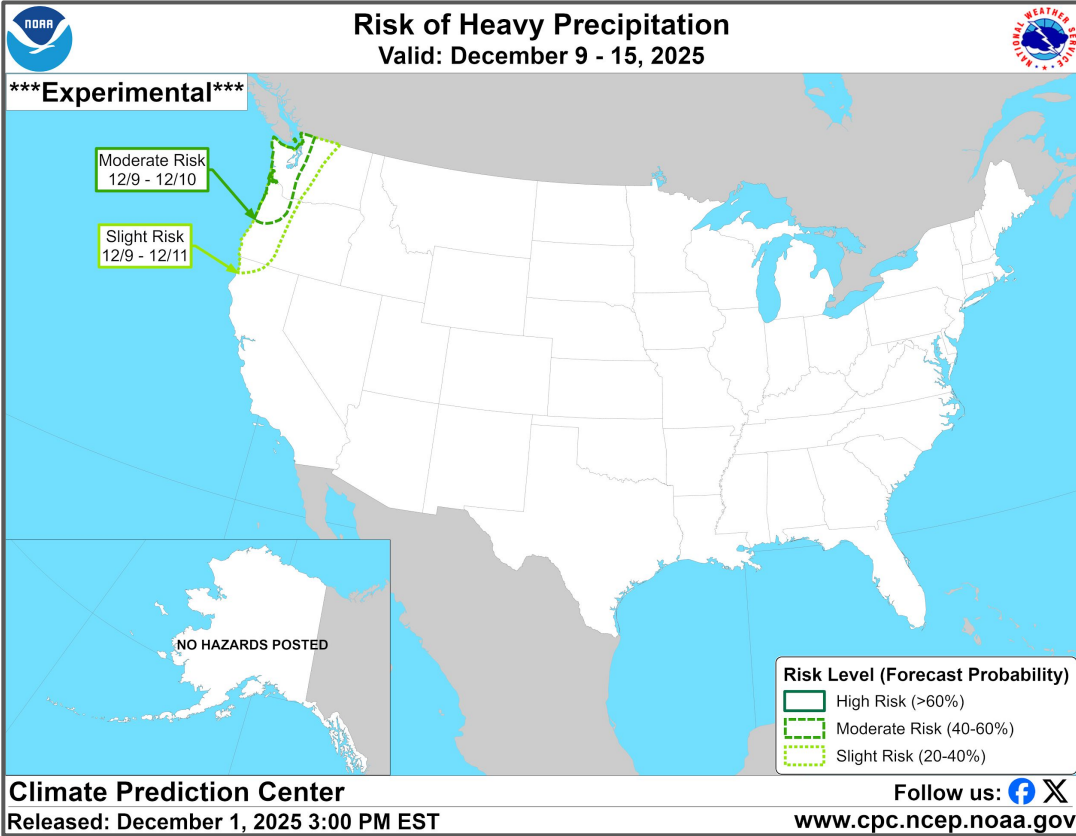 NOAA
Risk of Heavy Precipitation
Valid: December 9 - 15, 2025
NATIONAL WEATHER SERVICE
***Experimental***
Moderate Risk
12/9 - 12/10
Slight Risk
12/9 - 12/11
NO HAZARDS POSTED
Risk Level (Forecast Probability)
High Risk (>60%)
Moderate Risk (40-60%)
Slight Risk (20-40%)
Climate Prediction Center
Follow us:
Released: December 1, 2025 3:00 PM EST
www.cpc.ncep.noaa.gov